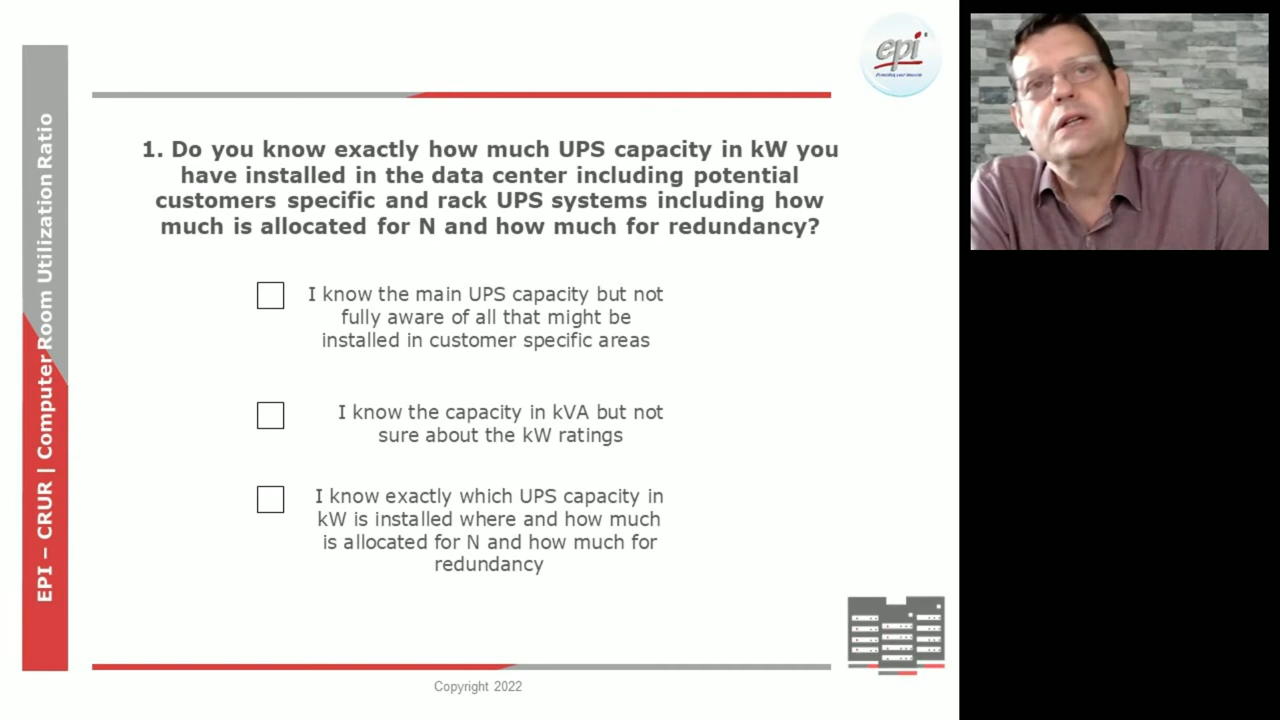 epi
EPI – CRUR | Computer Room Utilization Ratio
1. Do you know exactly how much UPS capacity in kW you
have installed in the data center including potential
customers specific and rack UPS systems including how
much is allocated for N and how much for redundancy?
I know the main UPS capacity but not
fully aware of all that might be
installed in customer specific areas
I know the capacity in kVA but not
sure about the kW ratings
I know exactly which UPS capacity in
kW is installed where and how much
is allocated for N and how much for
redundancy
Copyright 2022